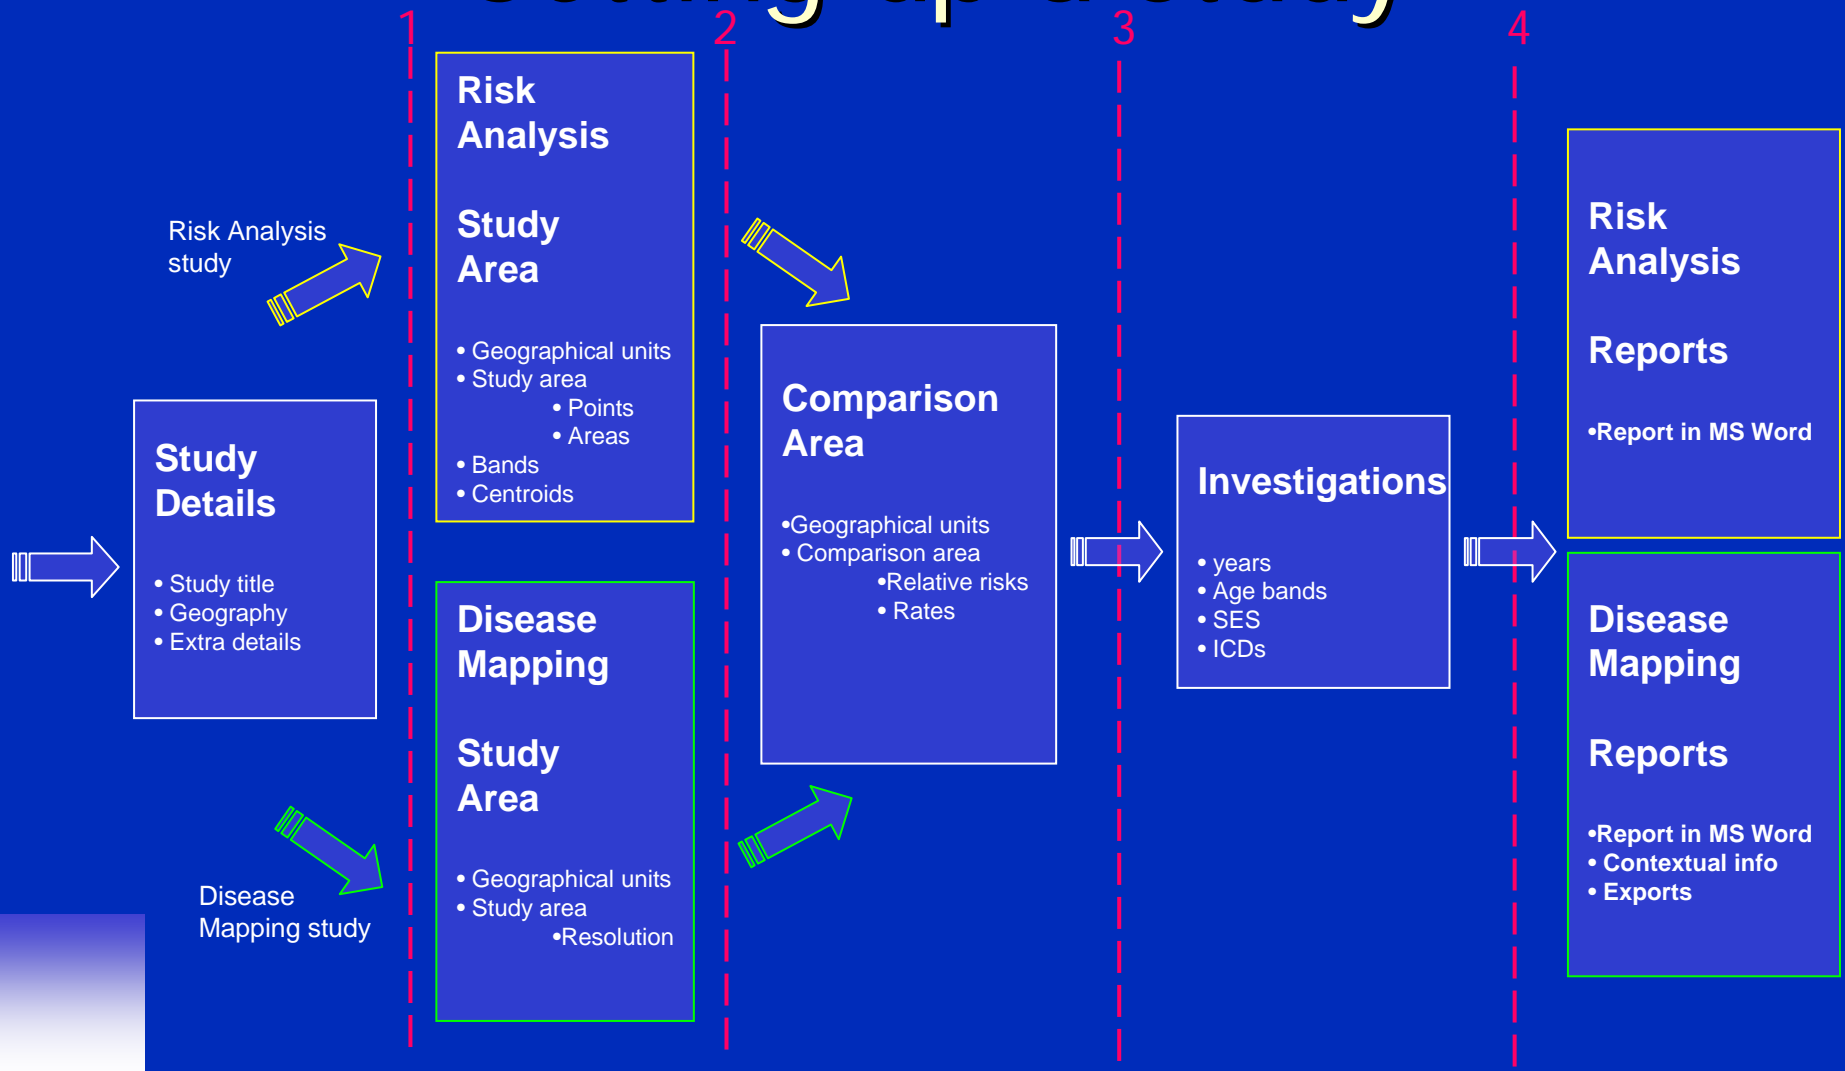 Setting up a study
1
2
3
4
Risk Analysis
study
Study
Details
• Study title
• Geography
• Extra details
Disease
Mapping study
Risk
Analysis
Study
Area
• Geographical units
• Study area
• Points
• Areas
• Bands
• Centroids
Disease
Mapping
Study
Area
• Geographical units
• Study area
•Resolution
Comparison
Area
•Geographical units
• Comparison area
•Relative risks
• Rates
Investigations
• years
• Age bands
• SES
• ICDs
Risk
Analysis
Reports
•Report in MS Word
Disease
Mapping
Reports
•Report in MS Word
• Contextual info
• Exports